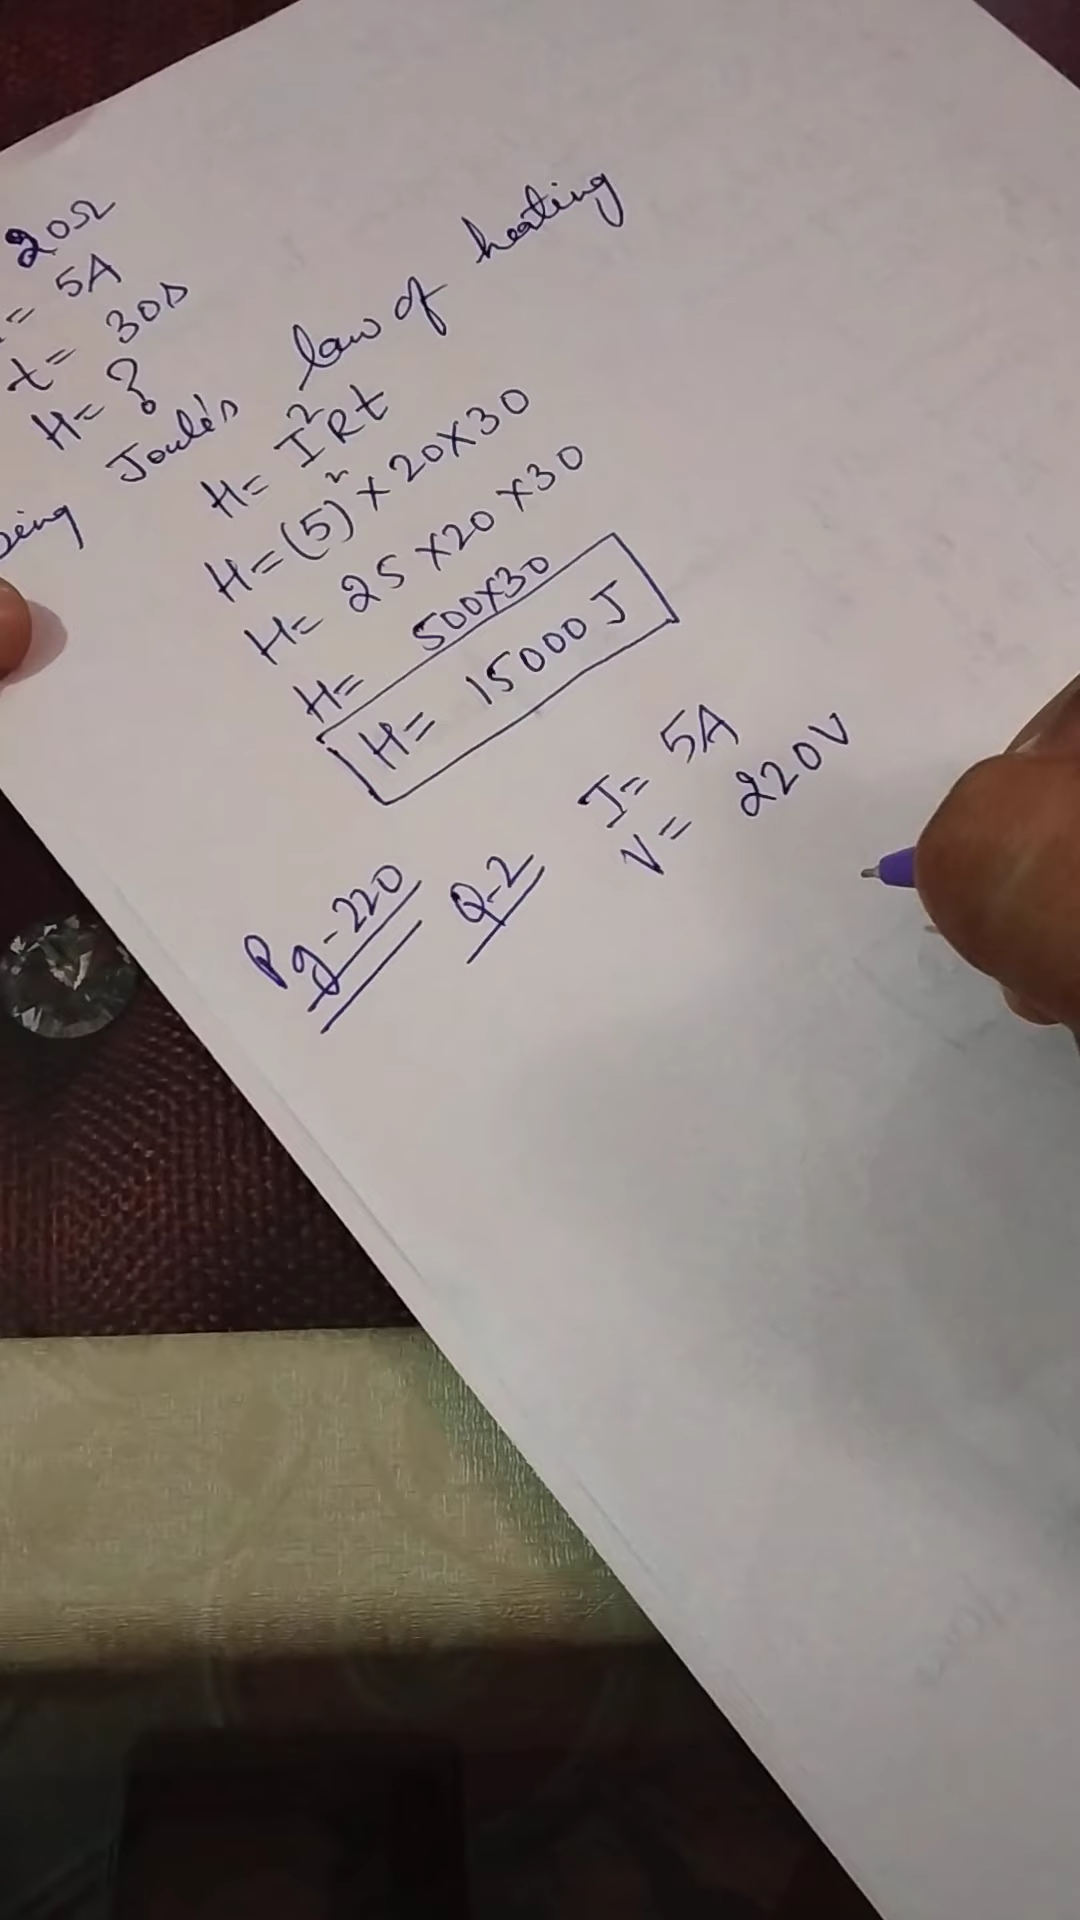 20Ω
= 5A
t= 30s
H= ?
Joule's law of heating
H= I²Rt
H= (5)² × 20×30
H= 25 ×20 ×30
H= 500×30
H= 15000 J
Pg-220 Q-2 I= 5A
V= 220V